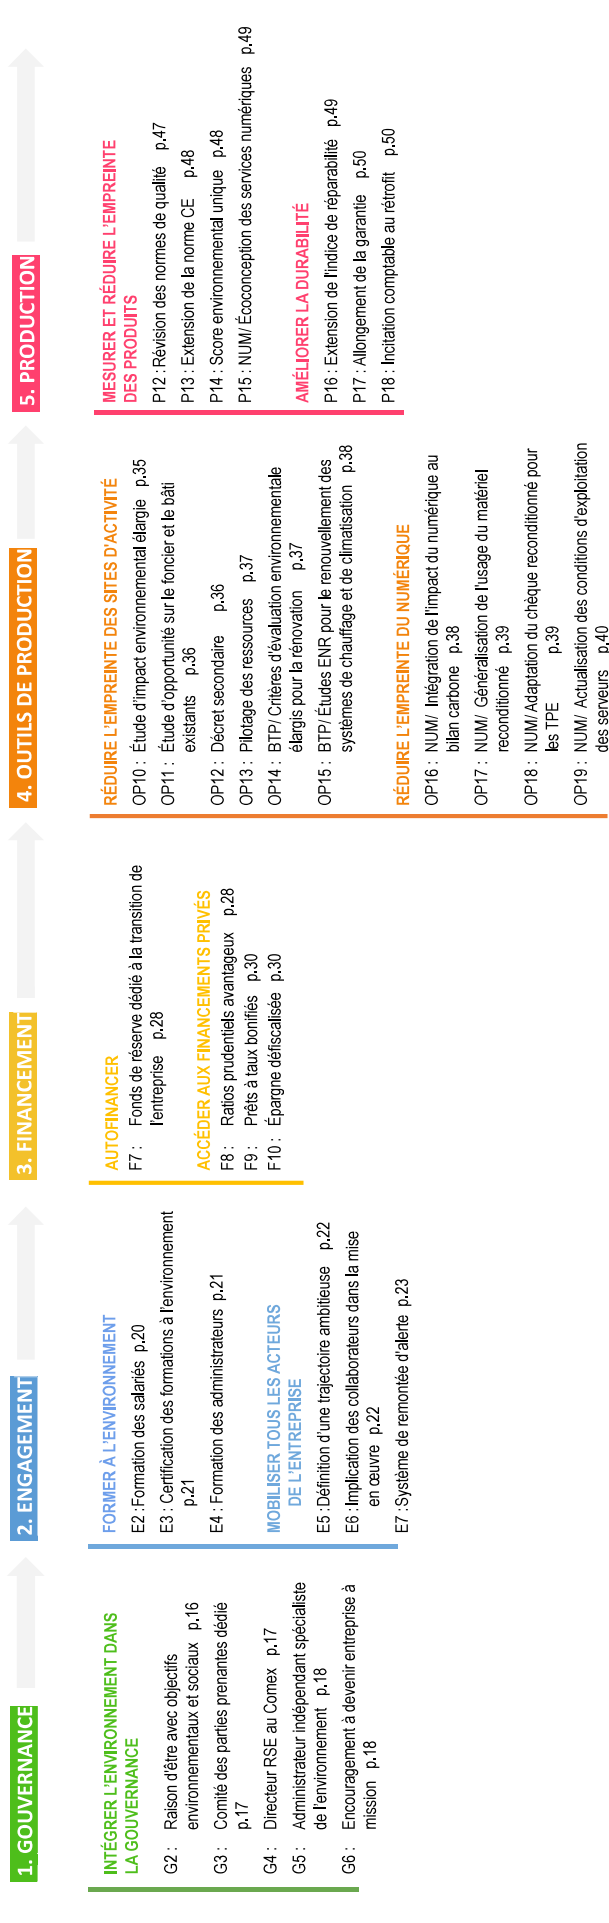 1. GOUVERNANCE
INTÉGRER L'ENVIRONNEMENT DANS
LA GOUVERNANCE
G2 : Raison d'être avec objectifs
environnementaux et sociaux p.16
G3 : Comité des parties prenantes dédié
p.17
G4 : Directeur RSE au Comex p.17
G5 : Administrateur indépendant spécialiste
de l'environnement p.18
G6 : Encouragement à devenir entreprise à
mission p.18
2. ENGAGEMENT
FORMER À L'ENVIRONNEMENT
E2 :Formation des salariés p.20
E3 : Certification des formations à l'environnement
p.21
E4 : Formation des administrateurs p.21
MOBILISER TOUS LES ACTEURS
DE L'ENTREPRISE
E5 :Définition d'une trajectoire ambitieuse p.22
E6 :Implication des collaborateurs dans la mise
en œuvre p.22
E7 :Système de remontée d'alerte p.23
3. FINANCEMENT
AUTOFINANCER
F7 : Fonds de réserve dédié à la transition de
l'entreprise p.28
ACCÉDER AUX FINANCEMENTS PRIVÉS
F8 : Ratios prudentiels avantageux p.28
F9 : Prêts à taux bonifiés p.30
F10 : Épargne défiscalisée p.30
4. OUTILS DE PRODUCTION
RÉDUIRE L'EMPREINTE DES SITES D'ACTIVITÉ
OP10 : Étude d'impact environnemental élargie p.35
OP11 : Étude d'opportunité sur le foncier et le bâti
existants p.36
OP12 : Décret secondaire p.36
OP13 : Pilotage des ressources p.37
OP14 : BTP/ Critères d'évaluation environnementale
élargis pour la rénovation p.37
OP15 : BTP/ Études ENR pour le renouvellement des
systèmes de chauffage et de climatisation p.38
RÉDUIRE L'EMPREINTE DU NUMÉRIQUE
OP16 : NUM/ Intégration de l'impact du numérique au
bilan carbone p.38
OP17 : NUM/ Généralisation de l'usage du matériel
reconditionné p.39
OP18 : NUM/ Adaptation du chèque reconditionné pour
les TPE p.39
OP19 : NUM/ Actualisation des conditions d'exploitation
des serveurs p.40
5. PRODUCTION
MESURER ET RÉDUIRE L'EMPREINTE
DES PRODUITS
P12 : Révision des normes de qualité p.47
P13 : Extension de la norme CE p.48
P14 : Score environnemental unique p.48
P15 : NUM/ Écoconception des services numériques p.49
AMÉLIORER LA DURABILITÉ
P16 : Extension de l'indice de réparabilité p.49
P17 : Allongement de la garantie p.50
P18 : Incitation comptable au rétrofit p.50